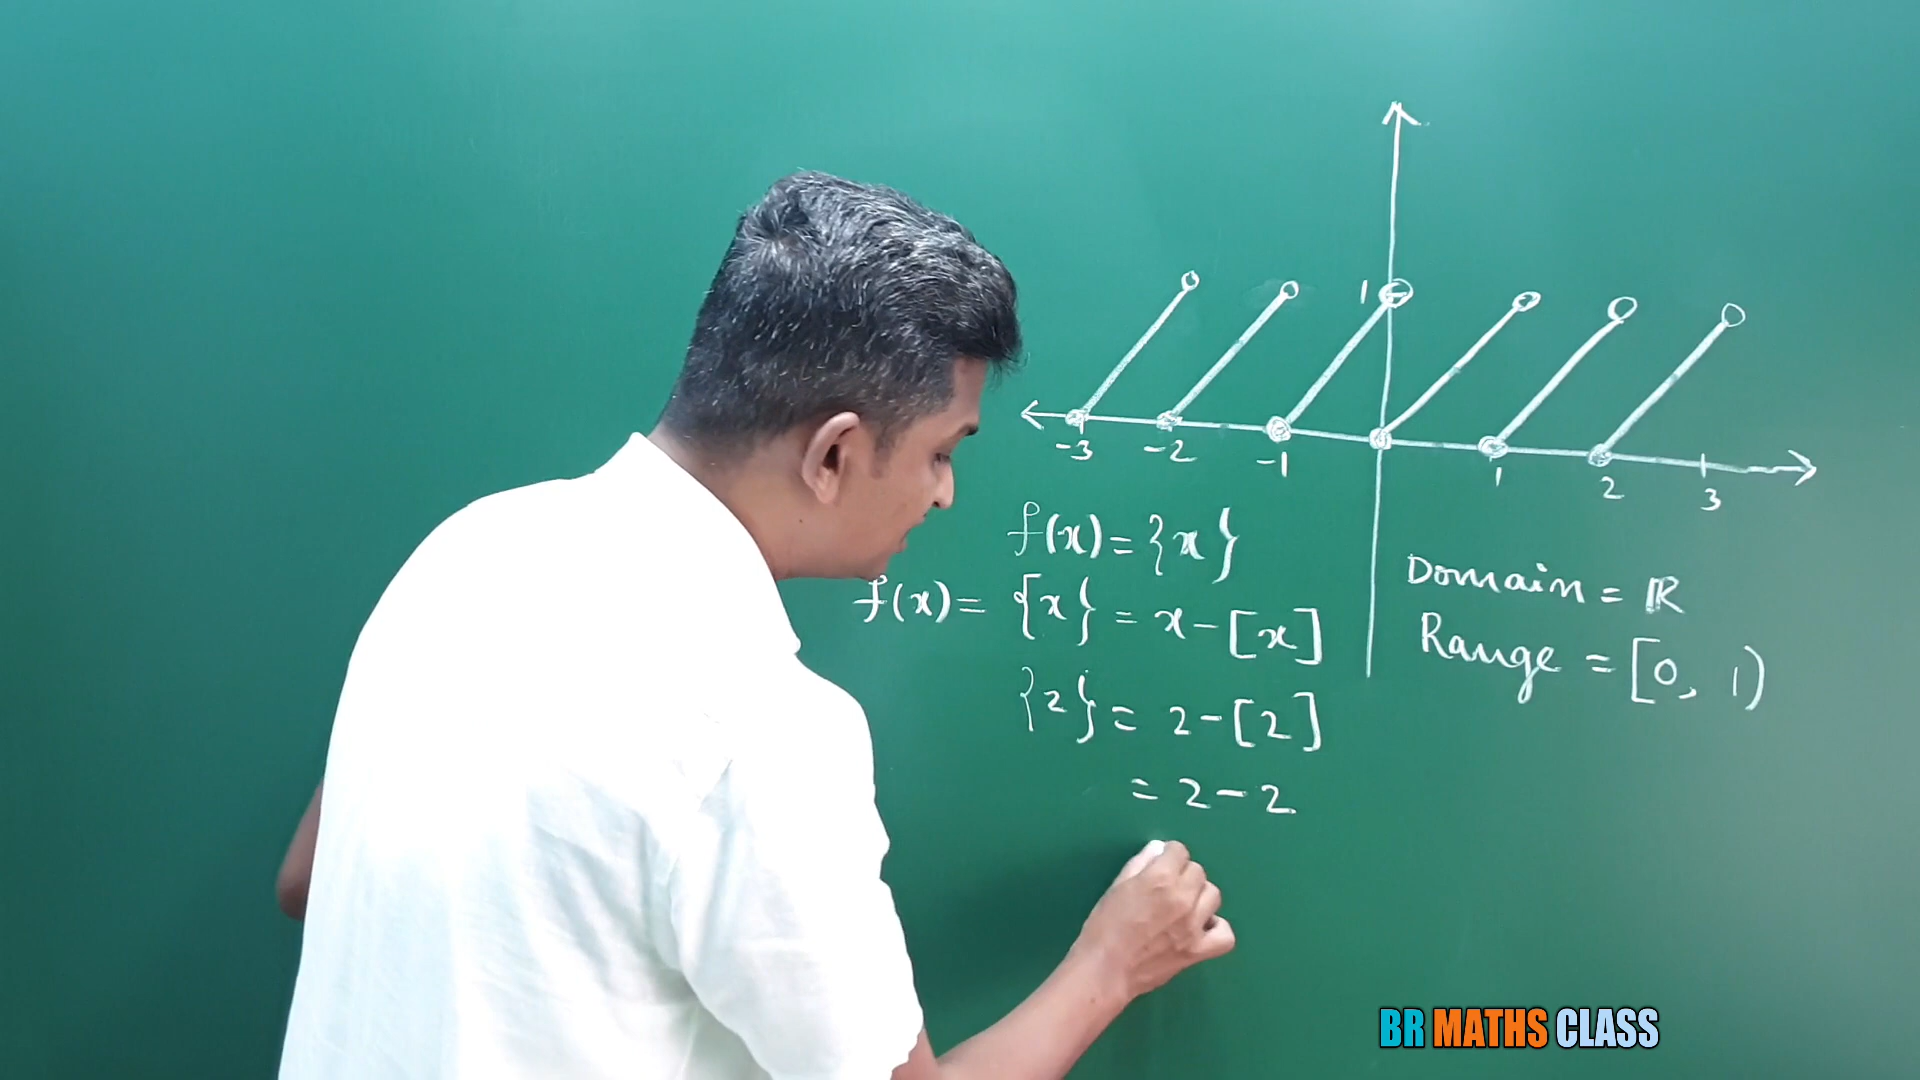 1
-3 -2 -1 1 2 3
f(x) = {x}
f(x) = {x} = x - [x]
{2} = 2 - [2]
= 2 - 2
Domain = ℝ
Range = [0, 1)
BR MATHS CLASS